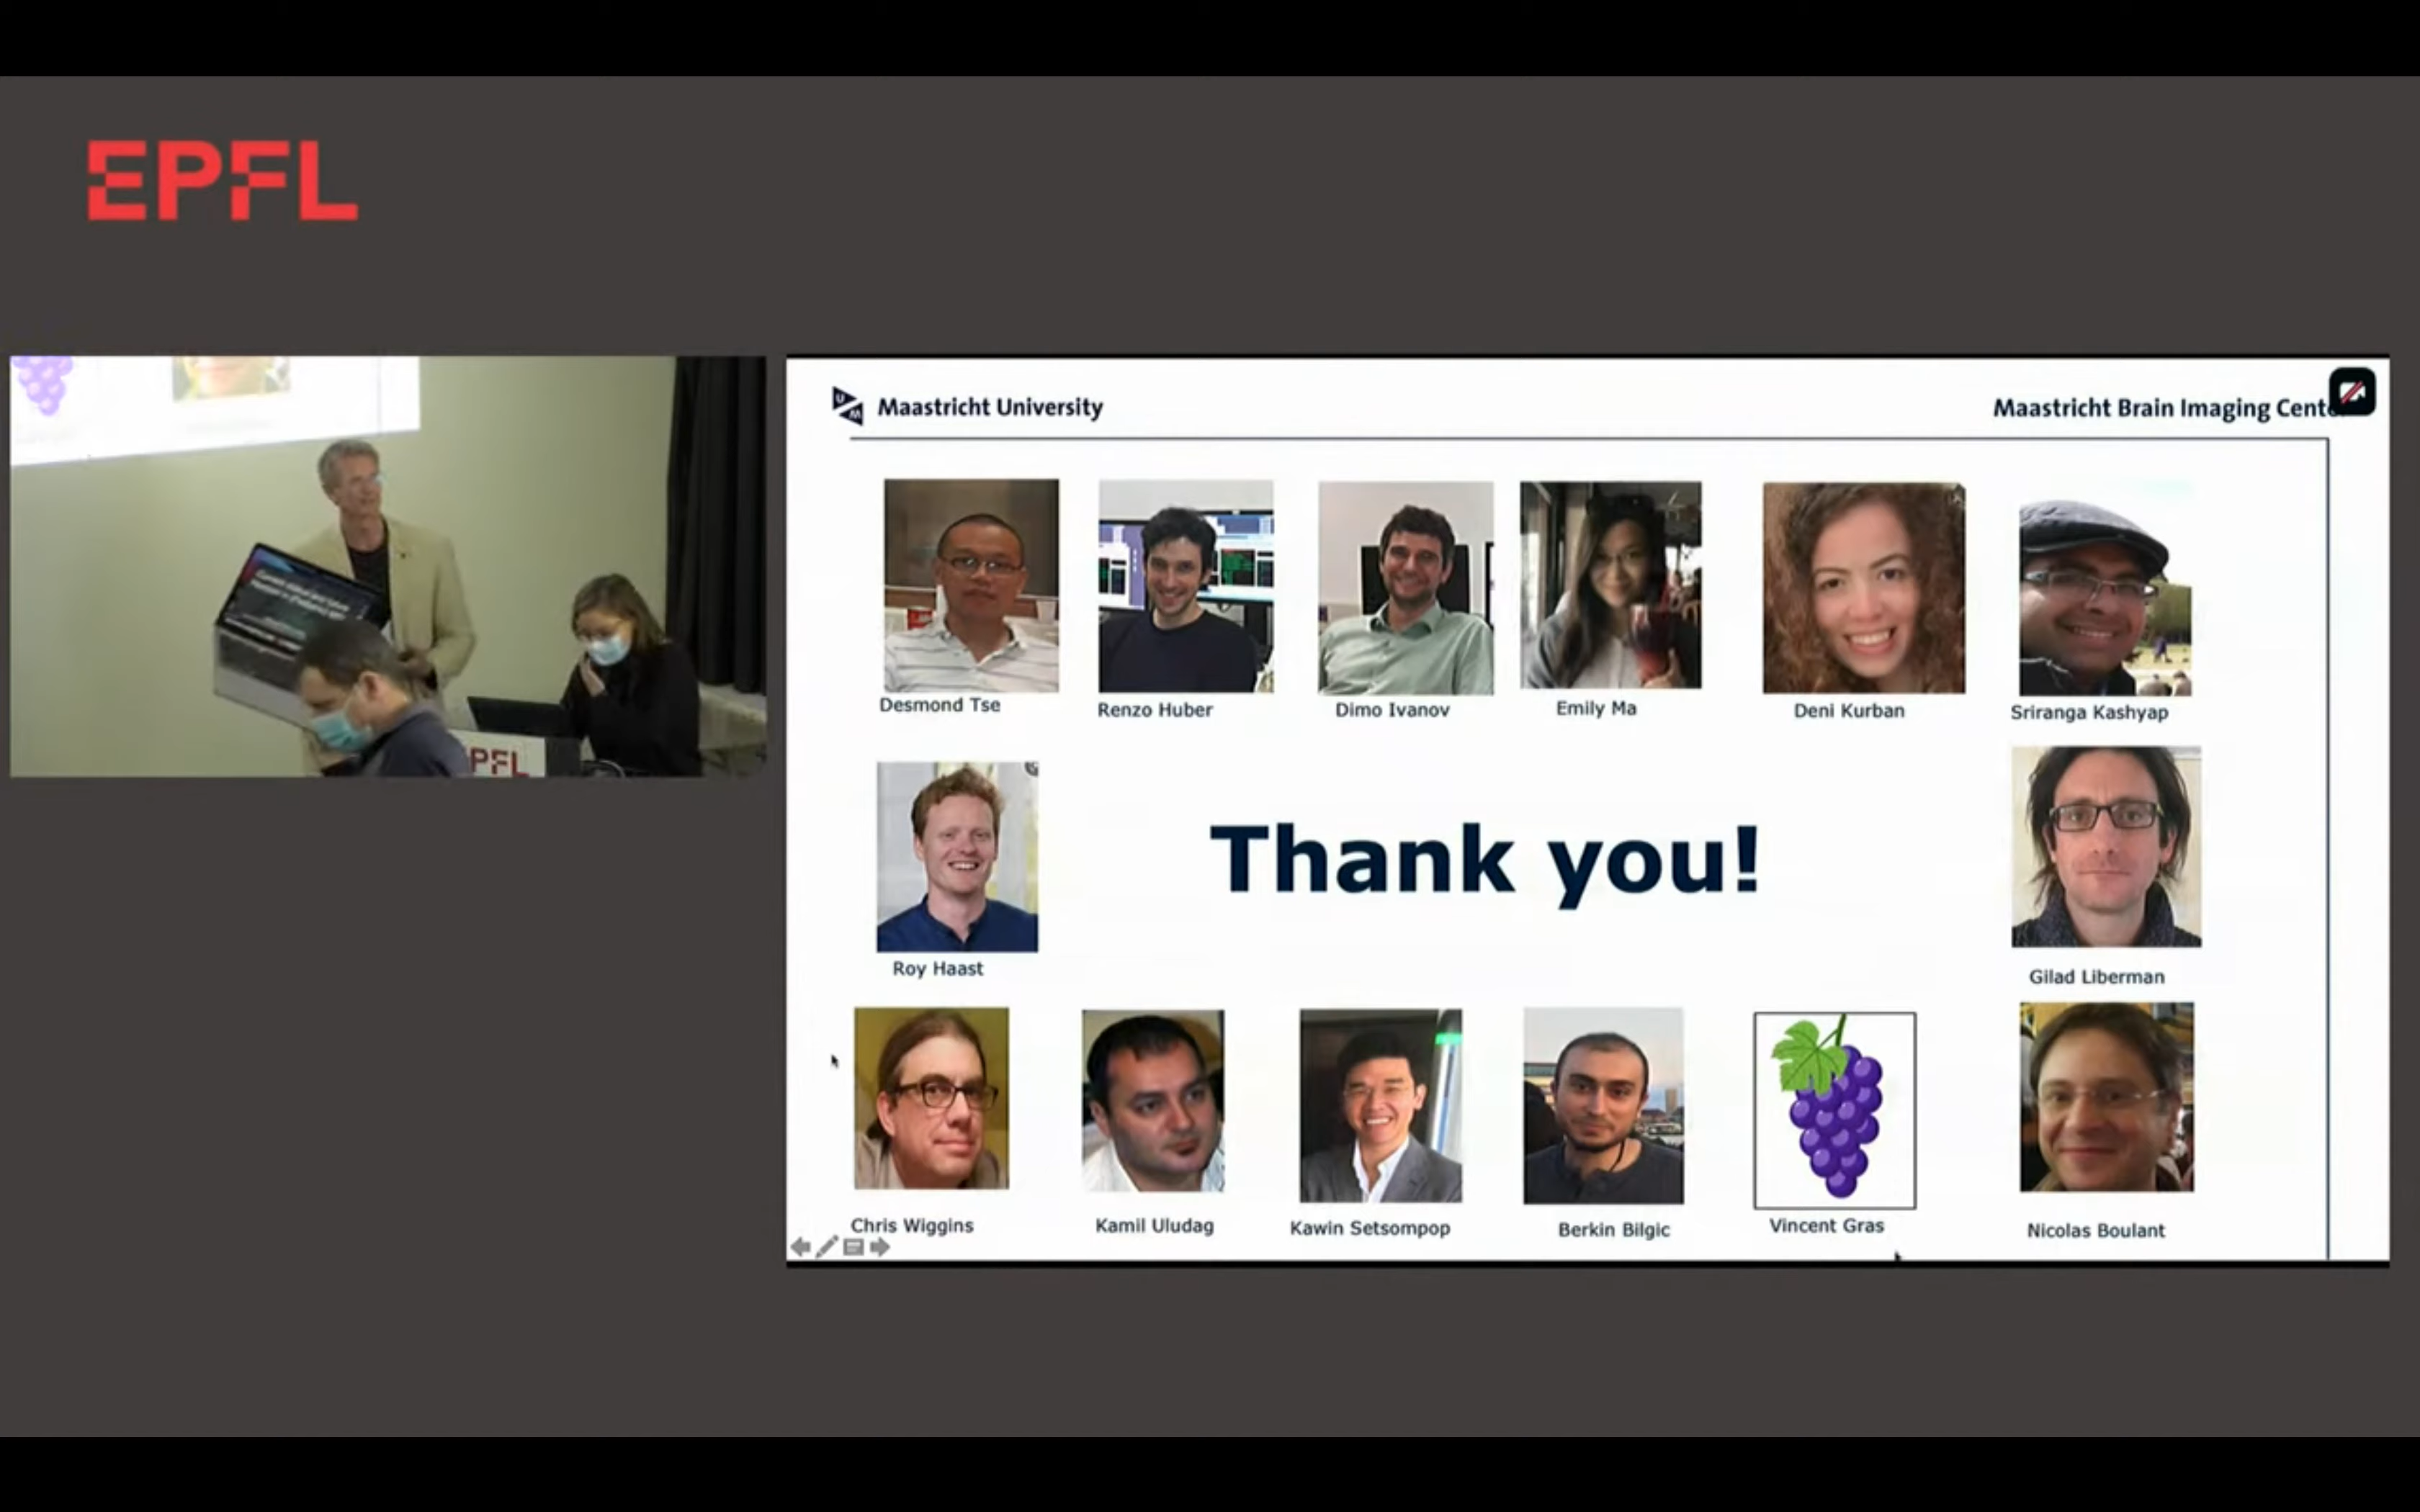 EPFL
Maastricht University
Maastricht Brain Imaging Cent
Desmond Tse
Renzo Huber
Dimo Ivanov
Emily Ma
Deni Kurban
Sriranga Kashyap
Roy Haast
Thank you!
Gilad Liberman
Chris Wiggins
Kamil Uludag
Kawin Setsompop
Berkin Bilgic
Vincent Gras
Nicolas Boulant
PFL